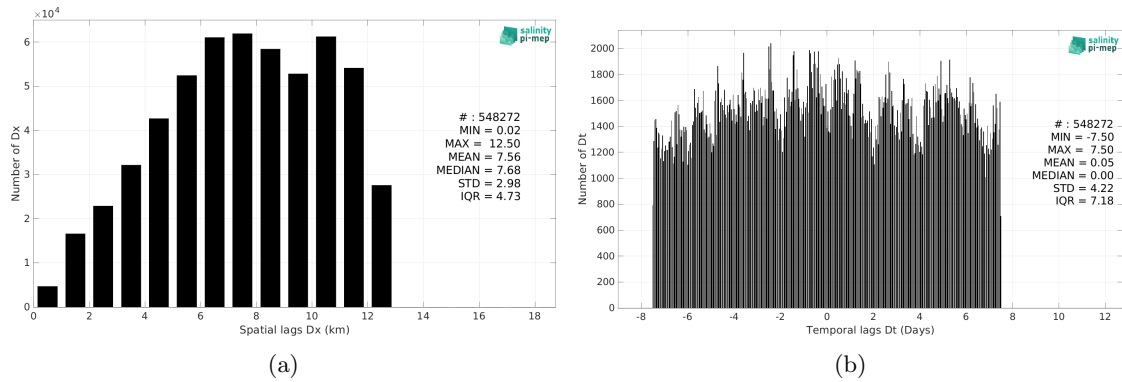 ×10⁴
6
5
4
3
2
1
0
Number of Dx
0 2 4 6 8 10 12 14 16 18
Spatial lags Dx (km)
salinity
pi-mep
# : 548272
MIN = 0.02
MAX = 12.50
MEAN = 7.56
MEDIAN = 7.68
STD = 2.98
IQR = 4.73
(a)
2000
1800
1600
1400
1200
1000
800
600
400
200
0
Number of Dt
-8 -6 -4 -2 0 2 4 6 8 10 12
Temporal lags Dt (Days)
salinity
pi-mep
# : 548272
MIN = -7.50
MAX = 7.50
MEAN = 0.05
MEDIAN = 0.00
STD = 4.22
IQR = 7.18
(b)